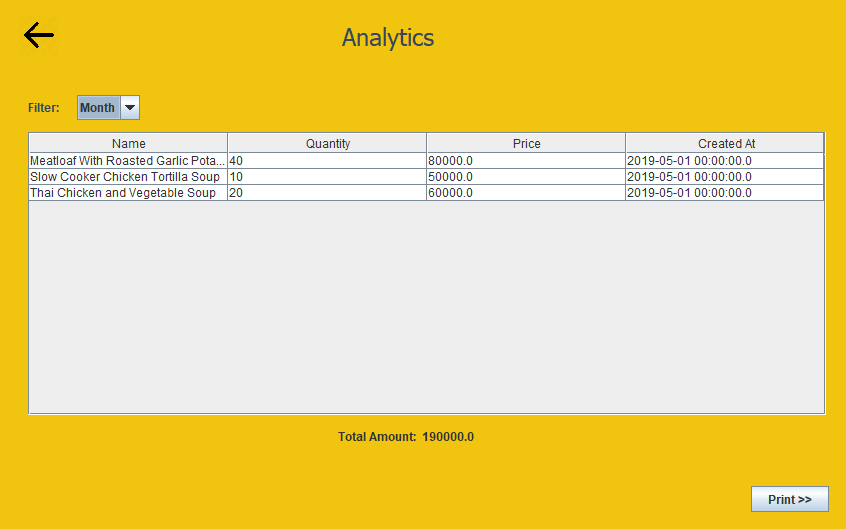 Analytics
Filter: Month
Name Quantity Price Created At
Meatloaf With Roasted Garlic Pota... 40 80000.0 2019-05-01 00:00:00.0
Slow Cooker Chicken Tortilla Soup 10 50000.0 2019-05-01 00:00:00.0
Thai Chicken and Vegetable Soup 20 60000.0 2019-05-01 00:00:00.0
Total Amount: 190000.0
Print >>